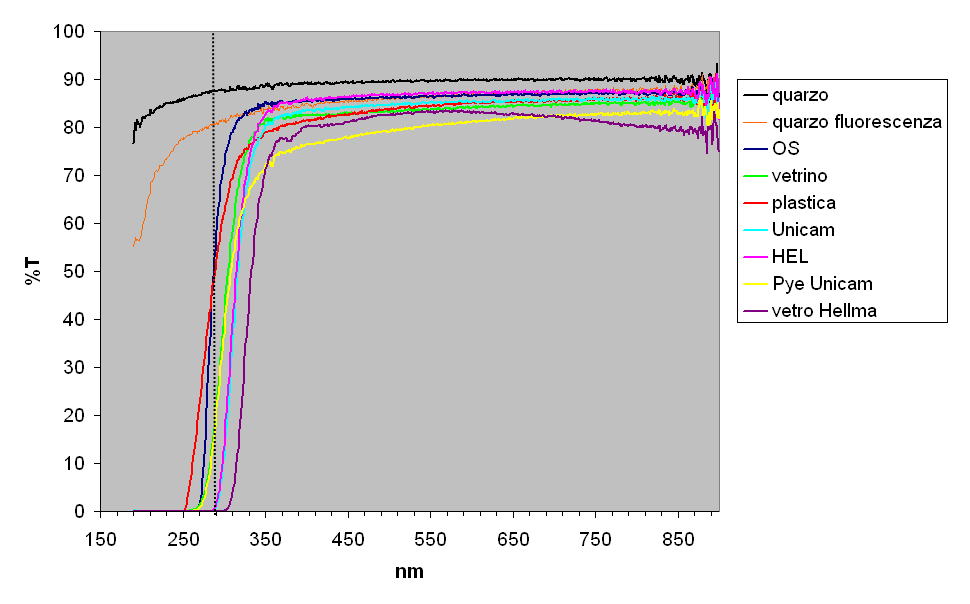 100
90
80
70
60
50
40
30
20
10
0
%T
150 250 350 450 550 650 750 850
nm
quarzo
quarzo fluorescenza
OS
vetrino
plastica
Unicam
HEL
Pye Unicam
vetro Hellma